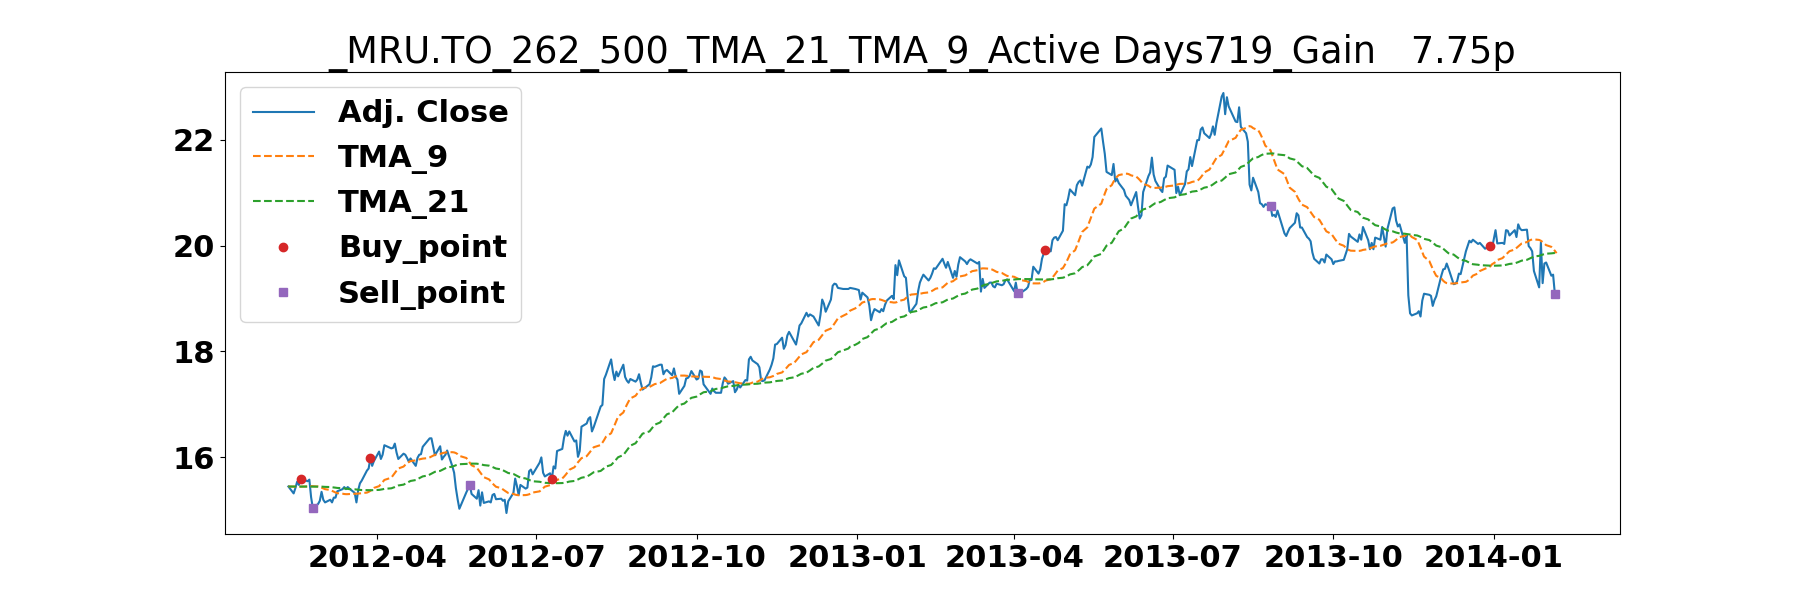 _MRU.TO_262_500_TMA_21_TMA_9_Active Days719_Gain   7.75p
Adj. Close
TMA_9
TMA_21
Buy_point
Sell_point
22
20
18
16
2012-04 2012-07 2012-10 2013-01 2013-04 2013-07 2013-10 2014-01